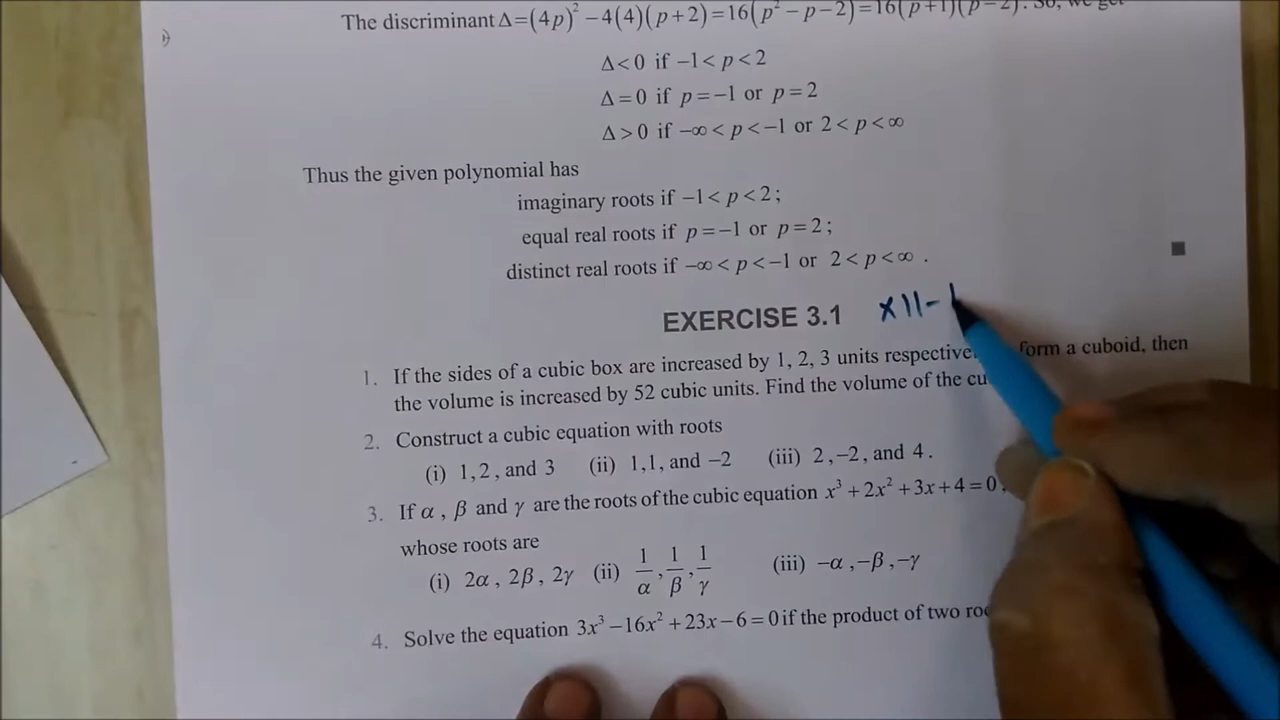 The discriminant Δ=(4p)² −4(4)(p+2)=16(p² −p−2)=16(p+1)(p−2). So, we get
Δ<0 if −1<p<2
Δ=0 if p=−1 or p=2
Δ>0 if −∞<p<−1 or 2<p<∞
Thus the given polynomial has
imaginary roots if −1<p<2;
equal real roots if p=−1 or p=2;
distinct real roots if −∞<p<−1 or 2<p<∞ .
EXERCISE 3.1 XII-
1. If the sides of a cubic box are increased by 1, 2, 3 units form a cuboid, then
the volume is increased by 52 cubic units. Find the volume of the
2. Construct a cubic equation with roots
(i) 1,2, and 3 (ii) 1,1, and −2 (iii) 2,−2, and 4.
3. If α, β and γ are the roots of the cubic equation x³ +2x² +3x+4=0
whose roots are
(i) 2α, 2β, 2γ (ii) 1/α, 1/β, 1/γ (iii) −α,−β,−γ
4. Solve the equation 3x³ −16x² +23x−6=0 if the product of two